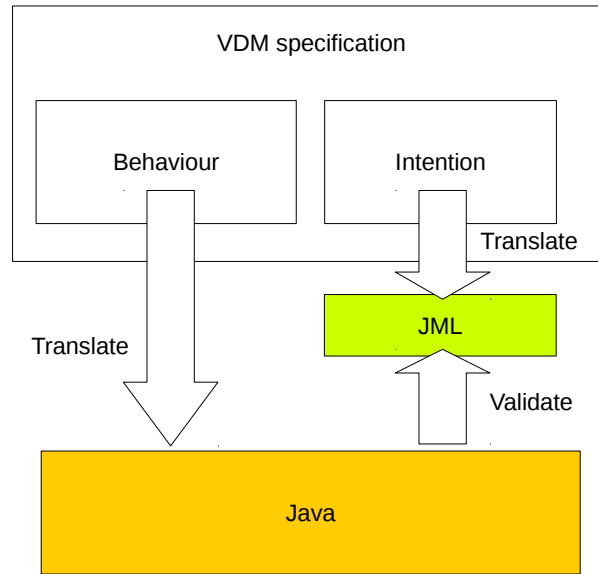 VDM specification
Behaviour
Intention
Translate
JML
Translate
Validate
Java